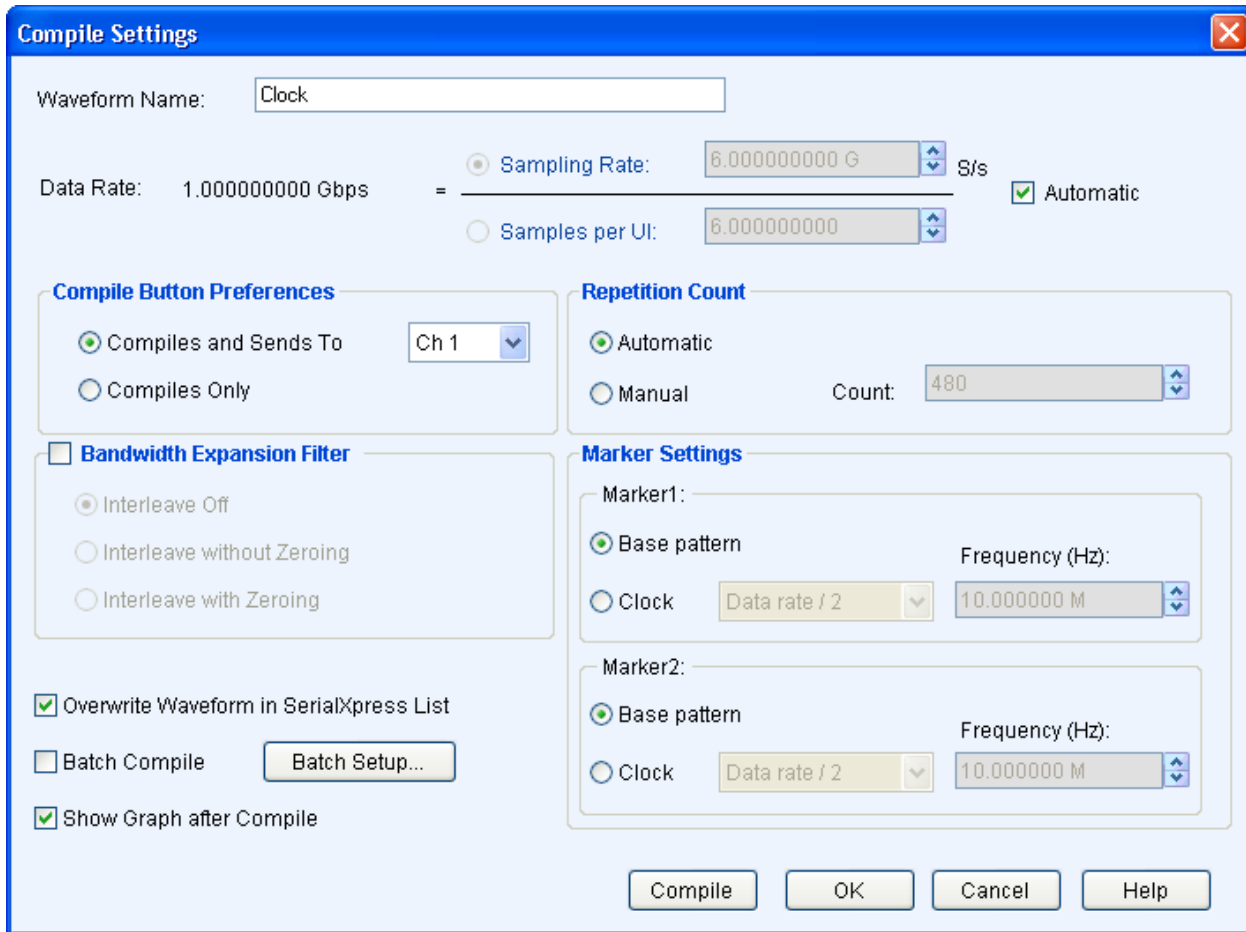 Compile Settings
Waveform Name: Clock
Sampling Rate: 6.000000000 G S/s
Data Rate: 1.000000000 Gbps = Automatic
Samples per UI: 6.000000000
Compile Button Preferences
Compiles and Sends To Ch 1
Compiles Only
Repetition Count
Automatic
Manual Count: 480
Bandwidth Expansion Filter
Interleave Off
Interleave without Zeroing
Interleave with Zeroing
Marker Settings
Marker1:
Base pattern
Frequency (Hz):
Clock Data rate / 2 10.000000 M
Marker2:
Base pattern
Frequency (Hz):
Clock Data rate / 2 10.000000 M
Overwrite Waveform in SerialXpress List
Batch Compile Batch Setup...
Show Graph after Compile
Compile OK Cancel Help